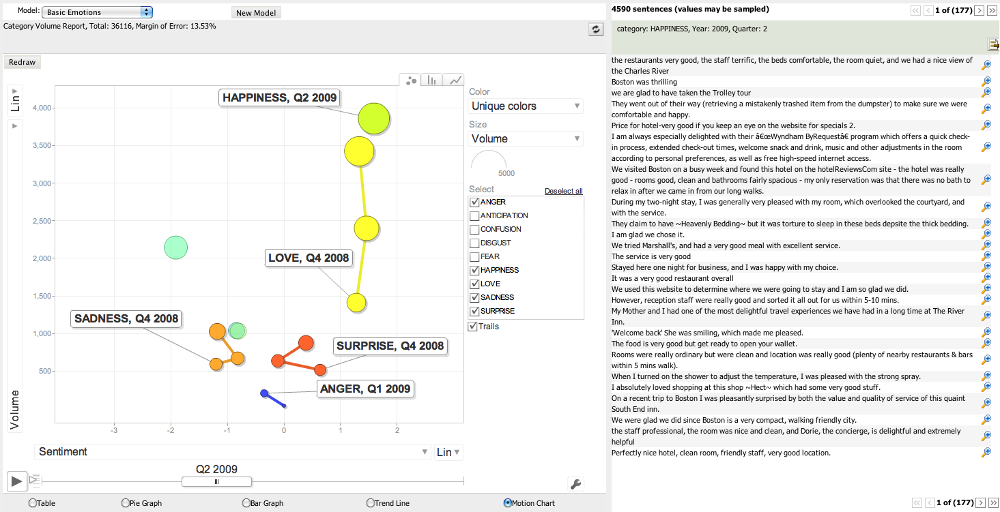 Model: Basic Emotions New Model
Category Volume Report, Total: 36116, Margin of Error: 13.53%
Redraw
Lin
Volume
4,000
3,500
3,000
2,500
2,000
1,500
1,000
500
HAPPINESS, Q2 2009
LOVE, Q4 2008
SADNESS, Q4 2008
SURPRISE, Q4 2008
ANGER, Q1 2009
-3 -2 -1 0 1 2
Sentiment Lin
Q2 2009
Color
Unique colors
Size
Volume
5000
Select Deselect all
ANGER
ANTICIPATION
CONFUSION
DISGUST
FEAR
HAPPINESS
LOVE
SADNESS
SURPRISE
Trails
Table Pie Graph Bar Graph Trend Line Motion Chart
4590 sentences (values may be sampled) 1 of (177)
category: HAPPINESS, Year: 2009, Quarter: 2
the restaurants very good, the staff terrific, the beds comfortable, the room quiet, and we had a nice view of
the Charles River
Boston was thrilling
we are glad to have taken the Trolley tour
They went out of their way (retrieving a mistakenly trashed item from the dumpster) to make sure we were
comfortable and happy.
Price for hotel-very good if you keep an eye on the website for specials 2.
I am always especially delighted with their â€œWyndham ByRequestâ€ program which offers a quick check-
in process, extended check-out times, welcome snack and drink, music and other adjustments in the room
according to personal preferences, as well as free high-speed internet access.
We visited Boston on a busy week and found this hotel on the hotelReviewsCom site - the hotel was really
good - rooms good, clean and bathrooms fairly spacious - my only reservation was that there was no bath to
relax in after we came in from our long walks.
During my two-night stay, I was generally very pleased with my room, which overlooked the courtyard, and
with the service.
They claim to have ~Heavenly Bedding~ but it was torture to sleep in these beds depsite the thick bedding.
I am glad we chose it.
We tried Marshall's, and had a very good meal with excellent service.
The service is very good
Stayed here one night for business, and I was happy with my choice.
It was a very good restaurant overall
We used this website to determine where we were going to stay and I am so glad we did.
However, reception staff were really good and sorted it all out for us within 5-10 mins.
My Mother and I had one of the most delightful travel experiences we have had in a long time at The River
Inn.
'Welcome back' She was smiling, which made me pleased.
The food is very good but get ready to open your wallet.
Rooms were really ordinary but were clean and location was really good (plenty of nearby restaurants & bars
within 5 mins walk).
When I turned on the shower to adjust the temperature, I was pleased with the strong spray.
I absolutely loved shopping at this shop ~Hect~ which had some very good stuff.
On a recent trip to Boston I was pleasantly surprised by both the value and quality of service of this quaint
South End inn.
We were glad we did since Boston is a very compact, walking friendly city.
the staff professional, the room was nice and clean, and Dorie, the concierge, is delightful and extremely
helpful
Perfectly nice hotel, clean room, friendly staff, very good location.
1 of (177)